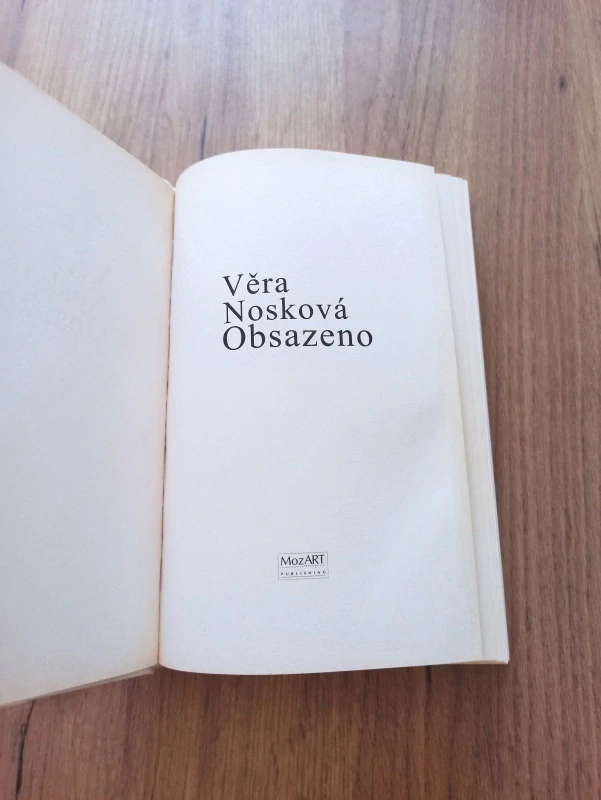 Věra
Nosková
Obsazeno
MozART
PUBLISHING